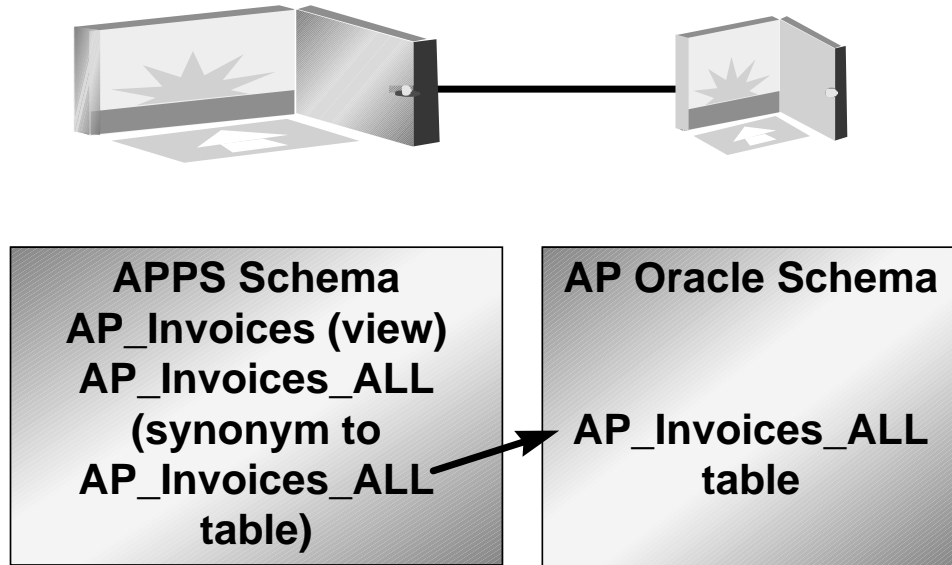 APPS Schema
AP_Invoices (view)
AP_Invoices_ALL
(synonym to
AP_Invoices_ALL
table)
AP Oracle Schema
AP_Invoices_ALL
table